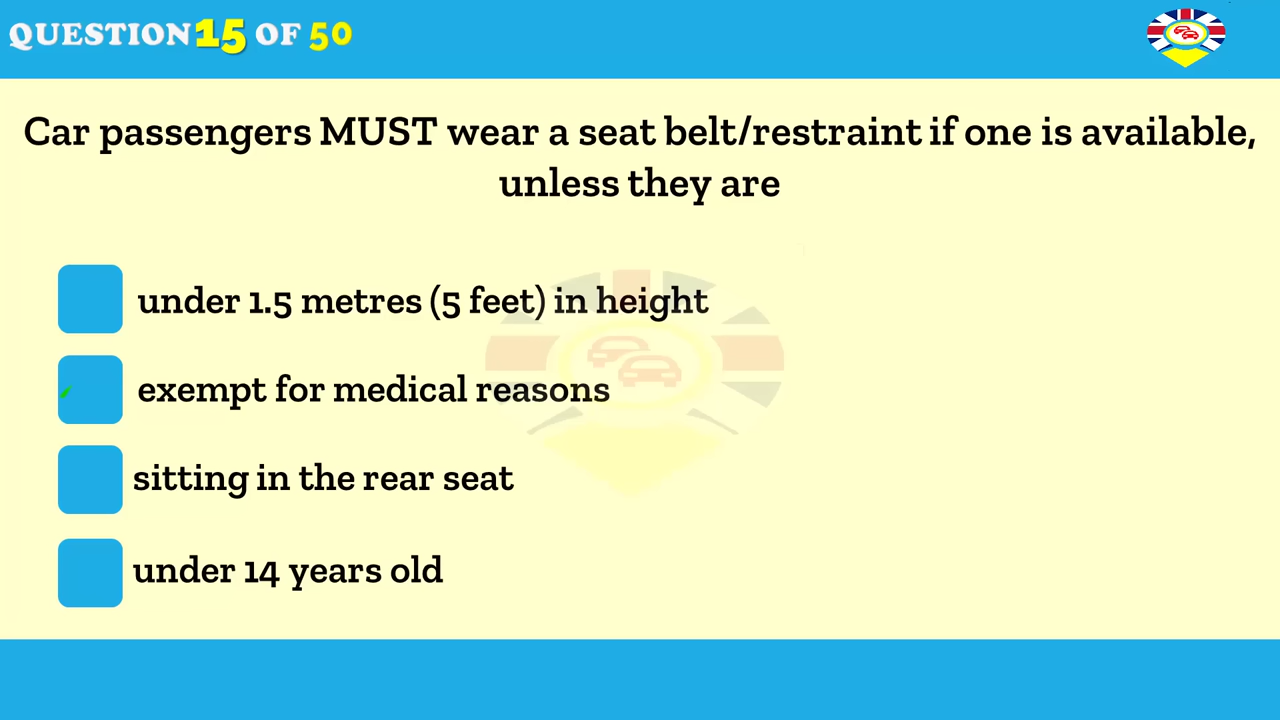 QUESTION 15 OF 50
Car passengers MUST wear a seat belt/restraint if one is available,
unless they are
under 1.5 metres (5 feet) in height
exempt for medical reasons
sitting in the rear seat
under 14 years old